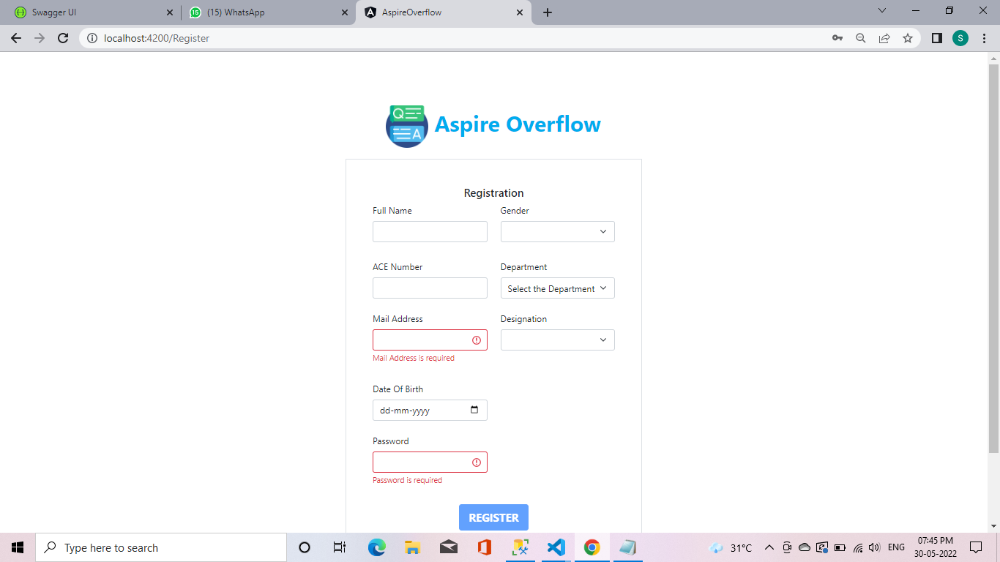 Swagger UI
(15) WhatsApp
AspireOverflow
localhost:4200/Register
S
Q
A
Aspire Overflow
Registration
Full Name
Gender
ACE Number
Department
Select the Department
Mail Address
Designation
Mail Address is required
Date Of Birth
dd-mm-yyyy
Password
Password is required
REGISTER
Type here to search
31°C
ENG
07:45 PM
30-05-2022